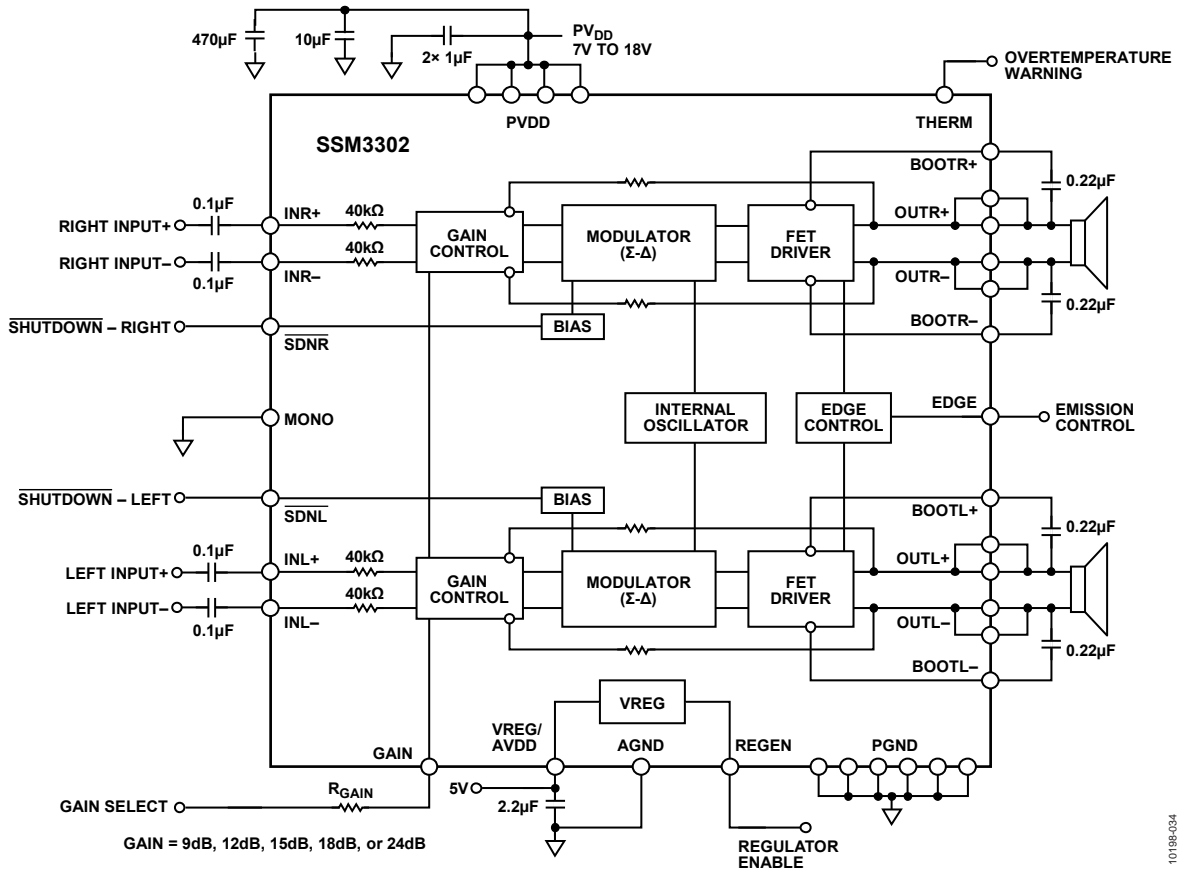 470µF
10µF
2× 1µF
PVDD
7V TO 18V
OVERTEMPERATURE
WARNING
PVDD
THERM
SSM3302
BOOTR+
0.1µF
INR+
40kΩ
RIGHT INPUT+
RIGHT INPUT–
0.1µF
INR–
40kΩ
GAIN
CONTROL
MODULATOR
(Σ-Δ)
FET
DRIVER
OUTR+
OUTR–
0.22µF
0.22µF
BOOTR–
SHUTDOWN – RIGHT
SDNR
BIAS
MONO
INTERNAL
OSCILLATOR
EDGE
CONTROL
EDGE
EMISSION
CONTROL
SHUTDOWN – LEFT
SDNL
BIAS
BOOTL+
0.1µF
INL+
40kΩ
LEFT INPUT+
LEFT INPUT–
0.1µF
INL–
40kΩ
GAIN
CONTROL
MODULATOR
(Σ-Δ)
FET
DRIVER
OUTL+
OUTL–
0.22µF
0.22µF
BOOTL–
VREG
GAIN
VREG/
AVDD
AGND
REGEN
PGND
GAIN SELECT
RGAIN
5V
2.2µF
REGULATOR
ENABLE
GAIN = 9dB, 12dB, 15dB, 18dB, or 24dB
10198-034